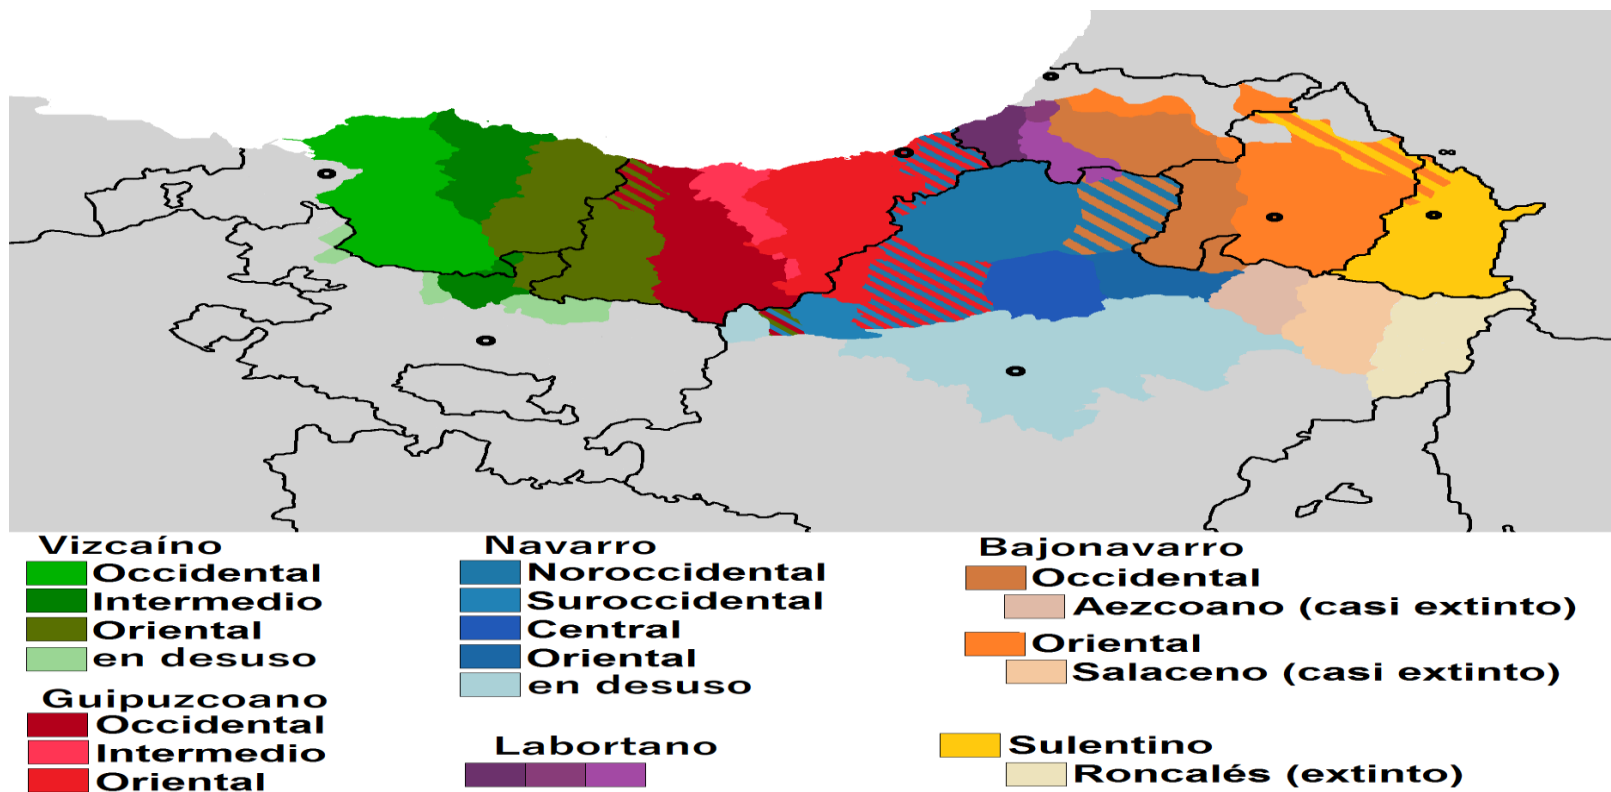 Vizcaíno
Occidental
Intermedio
Oriental
en desuso
Guipuzcoano
Occidental
Intermedio
Oriental
Navarro
Noroccidental
Suroccidental
Central
Oriental
en desuso
Labortano
Bajonavarro
Occidental
Aezcoano (casi extinto)
Oriental
Salaceno (casi extinto)
Sulentino
Roncalés (extinto)